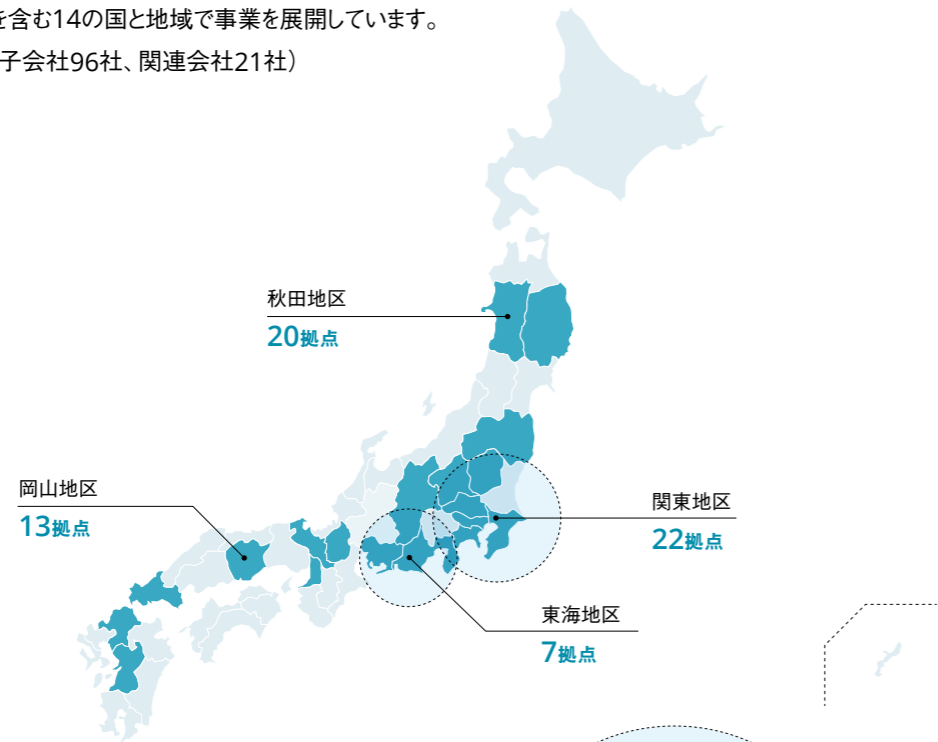 を含む14の国と地域で事業を展開しています。
子会社96社、関連会社21社）
秋田地区
20拠点
岡山地区
13拠点
関東地区
22拠点
東海地区
7拠点